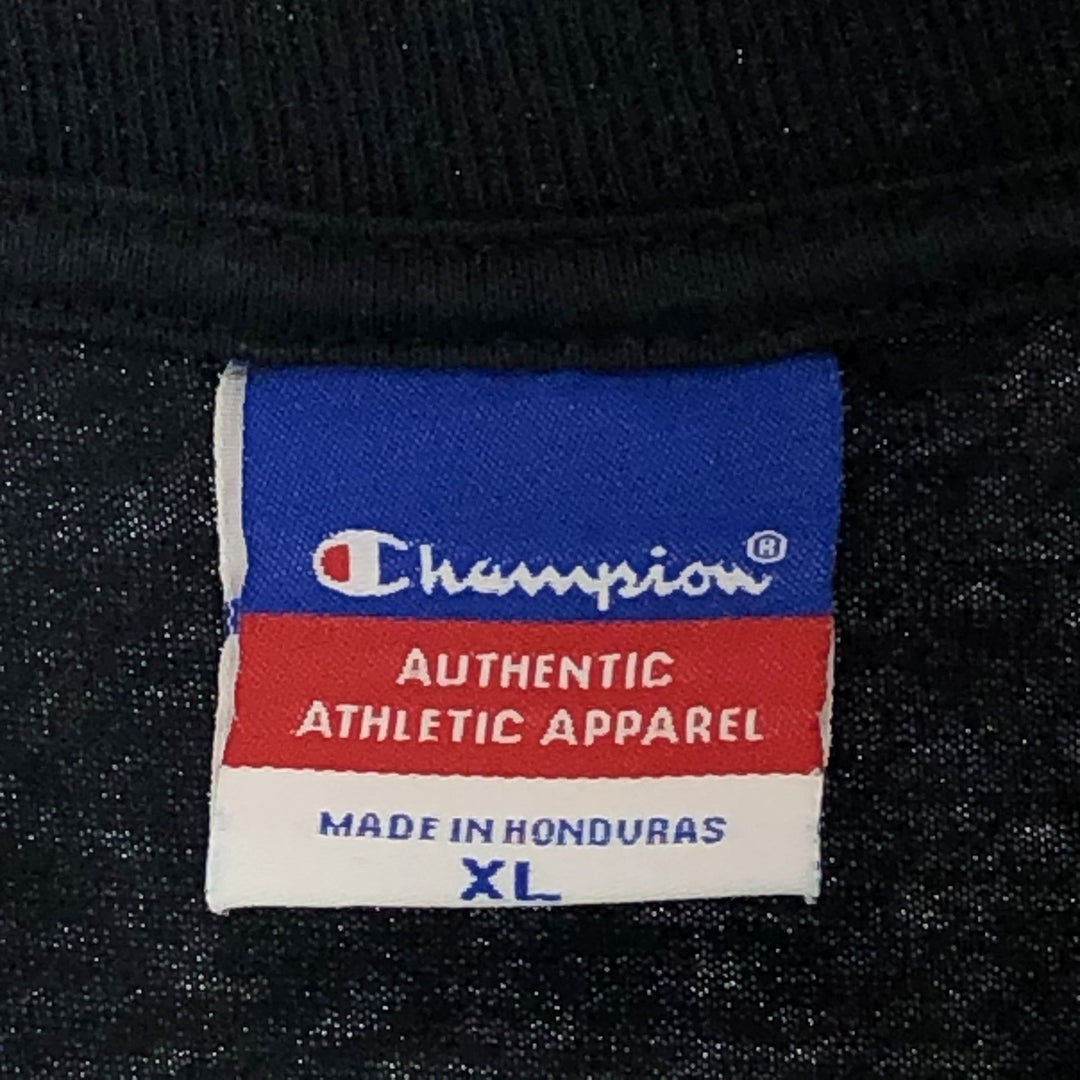 Champion®
AUTHENTIC
ATHLETIC APPAREL
MADE IN HONDURAS
XL